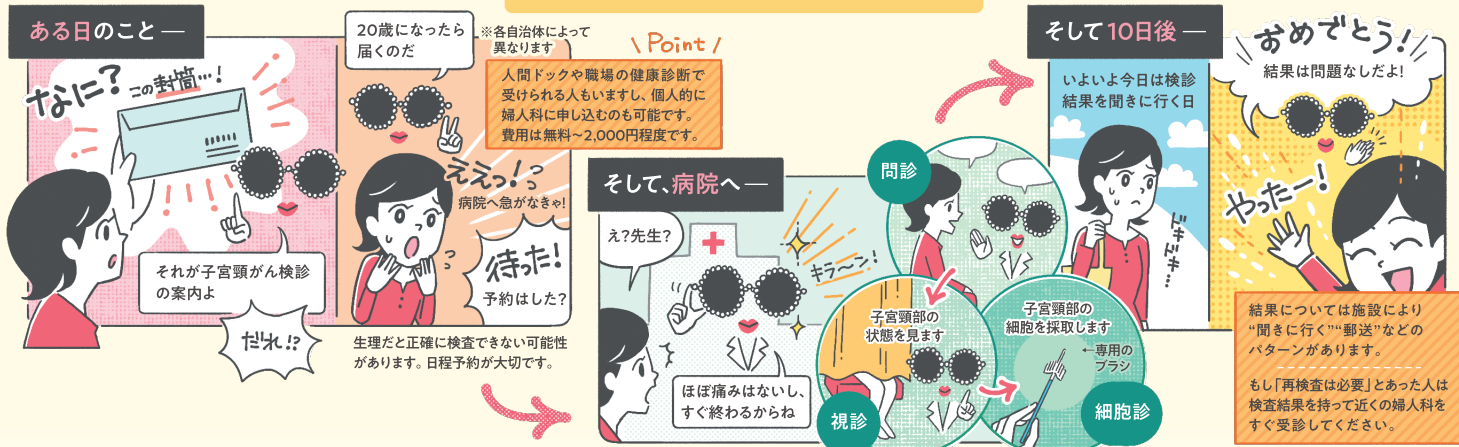 ある日のこと ―
なに?
この封筒…!
それが子宮頸がん検診
の案内よ
だれ!?
20歳になったら
届くのだ
※各自治体によって
異なります
ええっ!っっ
病院へ急がなきゃ!
待った!
予約はした?
生理だと正確に検査できない可能性
があります。日程予約が大切です。
Point
人間ドックや職場の健康診断で
受けられる人もいますし、個人的に
婦人科に申し込むのも可能です。
費用は無料〜2,000円程度です。
そして、病院へ ―
え?先生?
キラ〜ン!
ほぼ痛みはないし、
すぐ終わるからね
問診
子宮頸部の
状態を見ます
視診
子宮頸部の
細胞を採取します
←専用の
ブラシ
細胞診
そして10日後 ―
いよいよ今日は検診
結果を聞きに行く日
ドキドキ…
おめでとう!
結果は問題なしだよ!
やったー!
結果については施設により
“聞きに行く”“郵送”などの
パターンがあります。
もし「再検査は必要」とあった人は
検査結果を持って近くの婦人科を
すぐ受診してください。